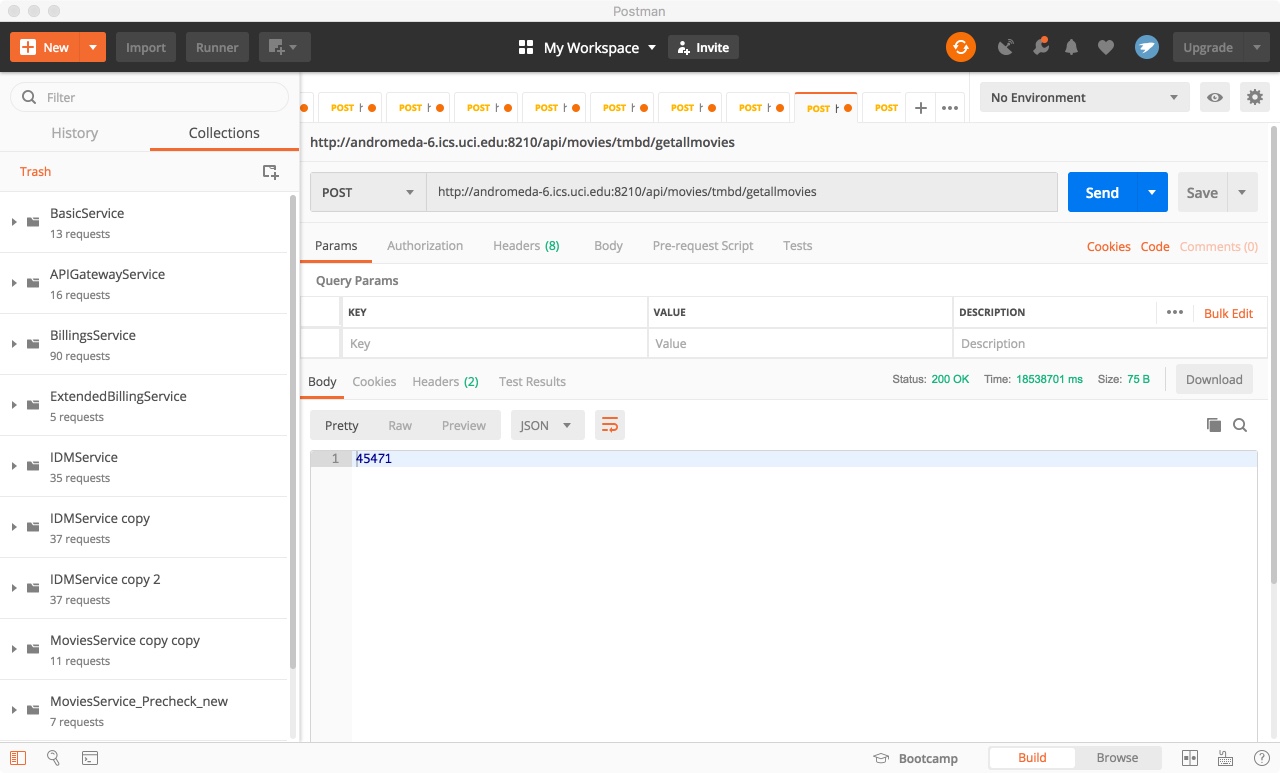 Postman
New
Import
Runner
My Workspace
Invite
Upgrade
Filter
History
Collections
Trash
BasicService
13 requests
APIGatewayService
16 requests
BillingsService
90 requests
ExtendedBillingService
5 requests
IDMService
35 requests
IDMService copy
37 requests
IDMService copy 2
37 requests
MoviesService copy copy
11 requests
MoviesService_Precheck_new
7 requests
POST POST POST POST POST POST POST POST POST
No Environment
http://andromeda-6.ics.uci.edu:8210/api/movies/tmbd/getallmovies
POST http://andromeda-6.ics.uci.edu:8210/api/movies/tmbd/getallmovies
Send
Save
Params Authorization Headers (8) Body Pre-request Script Tests
Cookies Code Comments (0)
Query Params
KEY VALUE DESCRIPTION
Bulk Edit
Key Value Description
Body Cookies Headers (2) Test Results
Status: 200 OK Time: 18538701 ms Size: 75 B
Download
Pretty Raw Preview JSON
1 45471
Bootcamp
Build
Browse